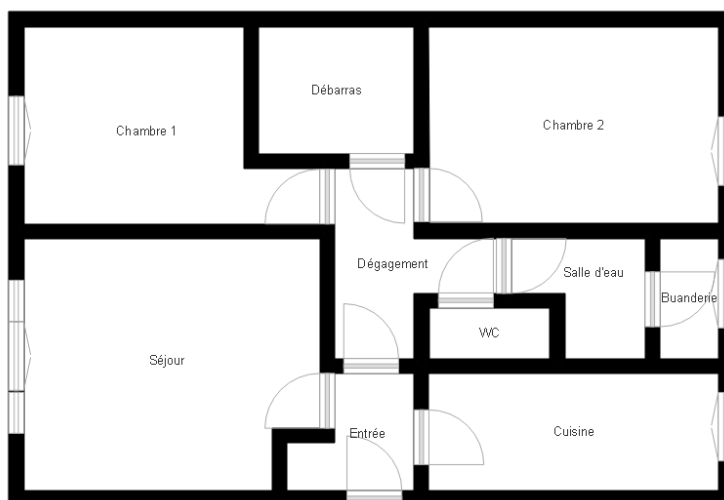 Débarras
Chambre 1
Chambre 2
Dégagement
Salle d'eau
Buanderie
WC
Séjour
Entrée
Cuisine